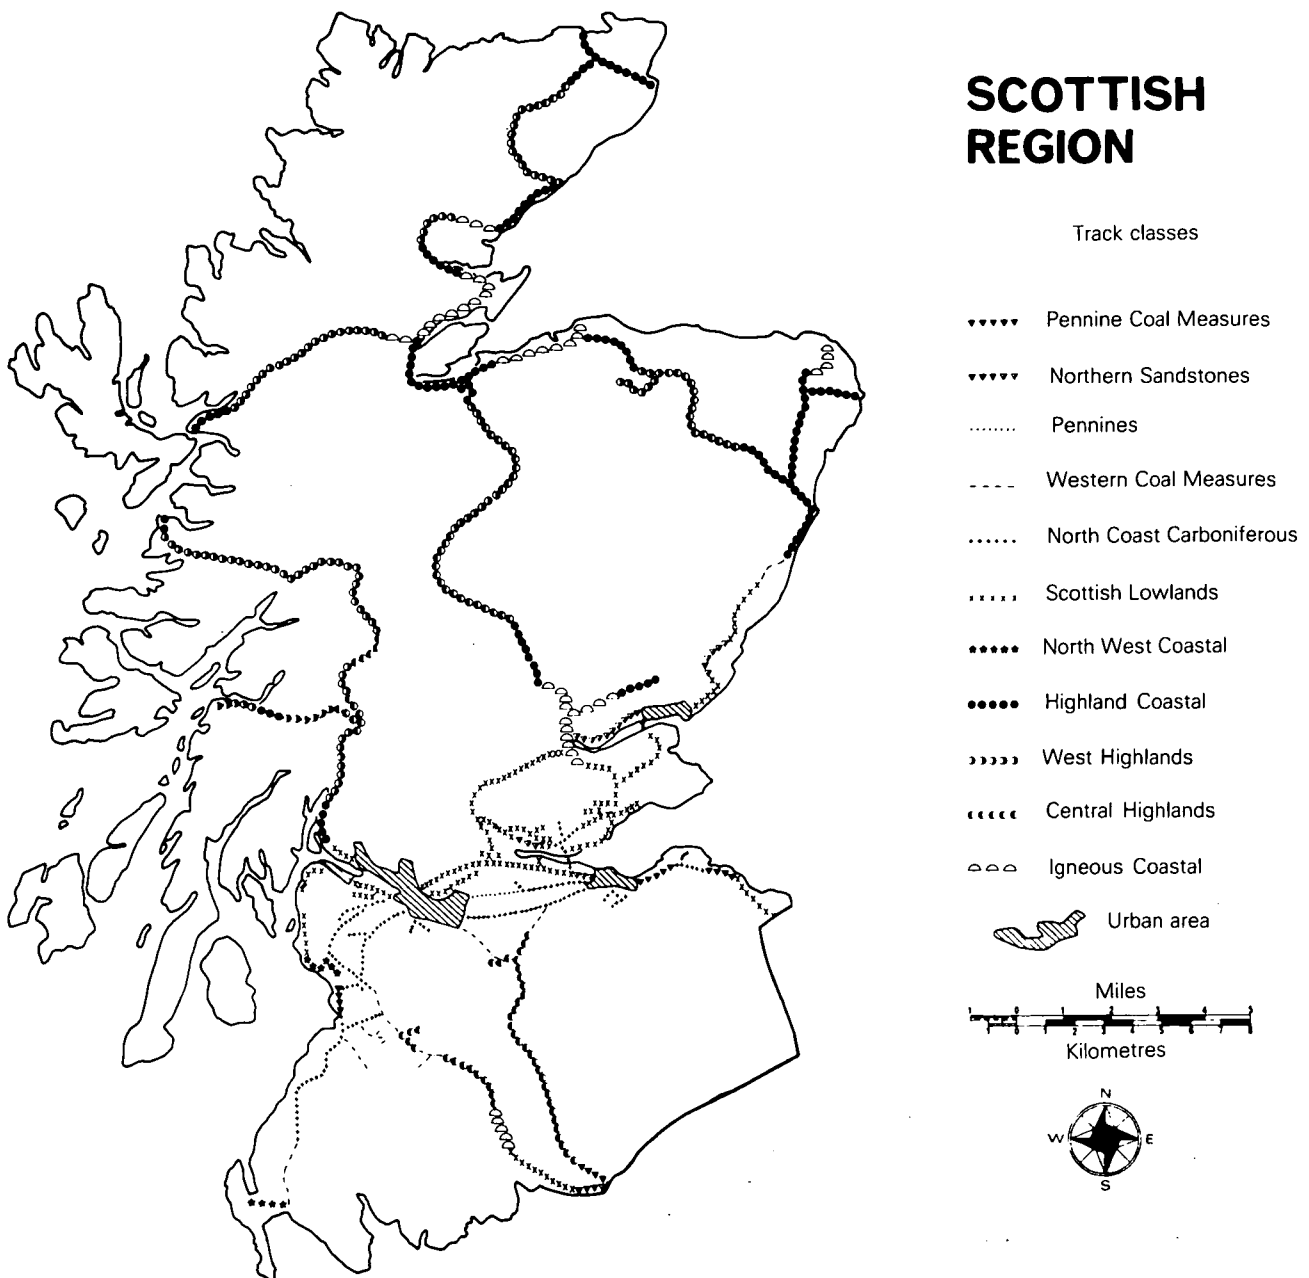 SCOTTISH
REGION
Track classes
Pennine Coal Measures
Northern Sandstones
Pennines
Western Coal Measures
North Coast Carboniferous
Scottish Lowlands
North West Coastal
Highland Coastal
West Highlands
Central Highlands
Igneous Coastal
Urban area
Miles
Kilometres
N
W E
S